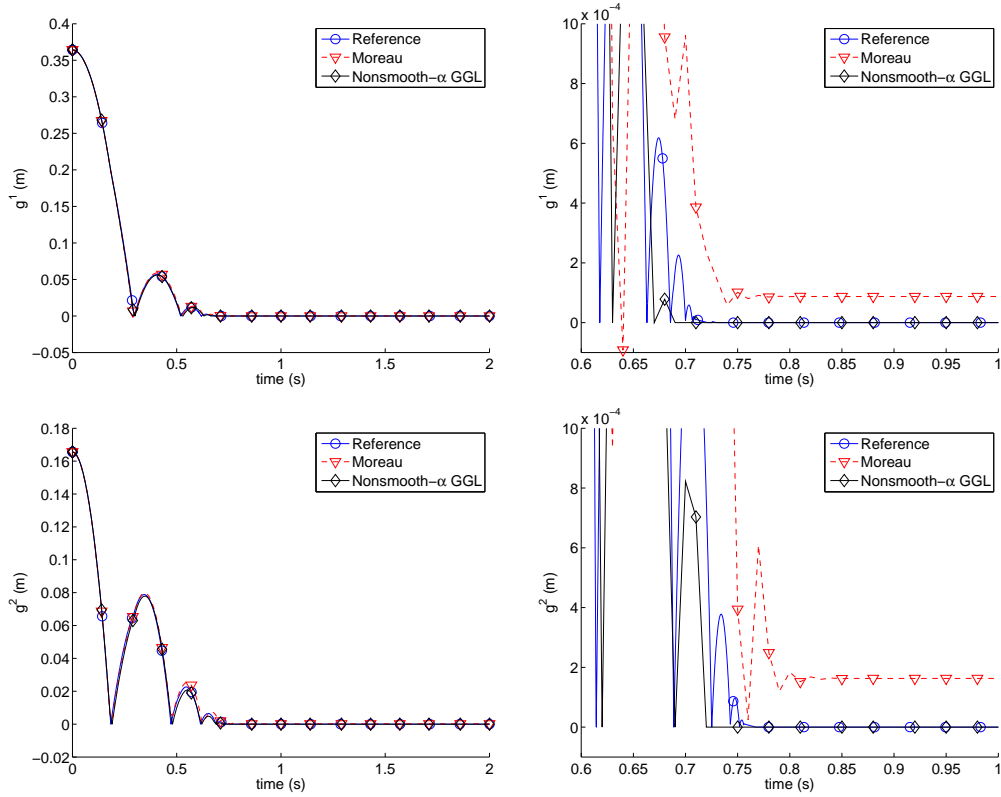 0.4
0.35
0.3
0.25
0.2
0.15
0.1
0.05
0
−0.05
g¹ (m)
0 0.5 1 1.5 2
time (s)
Reference
Moreau
Nonsmooth−α GGL
x 10⁻⁴
10
8
6
4
2
0
g¹ (m)
0.6 0.65 0.7 0.75 0.8 0.85 0.9 0.95 1
time (s)
Reference
Moreau
Nonsmooth−α GGL
0.18
0.16
0.14
0.12
0.1
0.08
0.06
0.04
0.02
0
−0.02
g² (m)
0 0.5 1 1.5 2
time (s)
Reference
Moreau
Nonsmooth−α GGL
x 10⁻⁴
10
8
6
4
2
0
g² (m)
0.6 0.65 0.7 0.75 0.8 0.85 0.9 0.95 1
time (s)
Reference
Moreau
Nonsmooth−α GGL